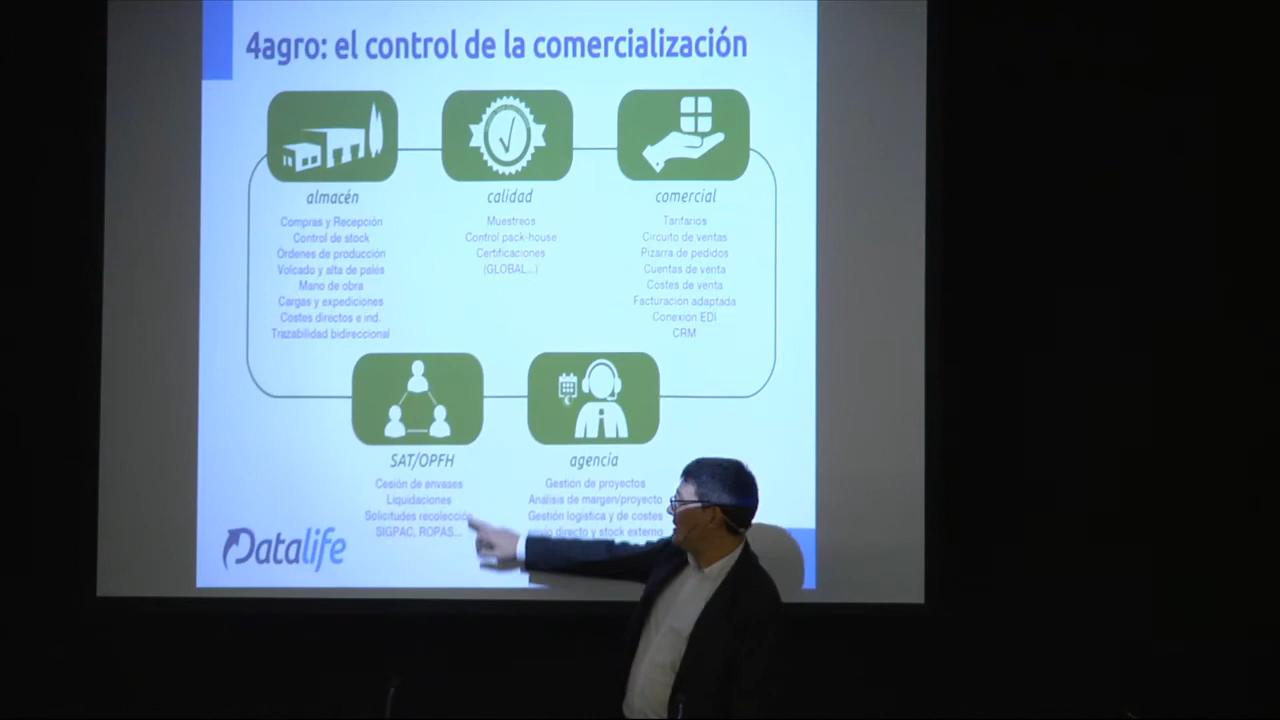 4agro: el control de la comercialización
almacén
Compras y Recepción
Control de stock
Órdenes de producción
Volcado y alta de palés
Mano de obra
Cargas y expediciones
Costes directos e ind.
Trazabilidad bidireccional
calidad
Muestreos
Control pack-house
Certificaciones
(GLOBAL...)
comercial
Tarifarios
Circuito de ventas
Pizarra de pedidos
Cuentas de venta
Costes de venta
Facturación adaptada
Conexión EDI
CRM
SAT/OPFH
Cesión de envases
Liquidaciones
Solicitudes recolección
SIGPAC, ROPAS...
agencia
Gestión de proyectos
Análisis de margen/proyecto
Gestión logística y de costes
envío directo y stock externo
Datalife